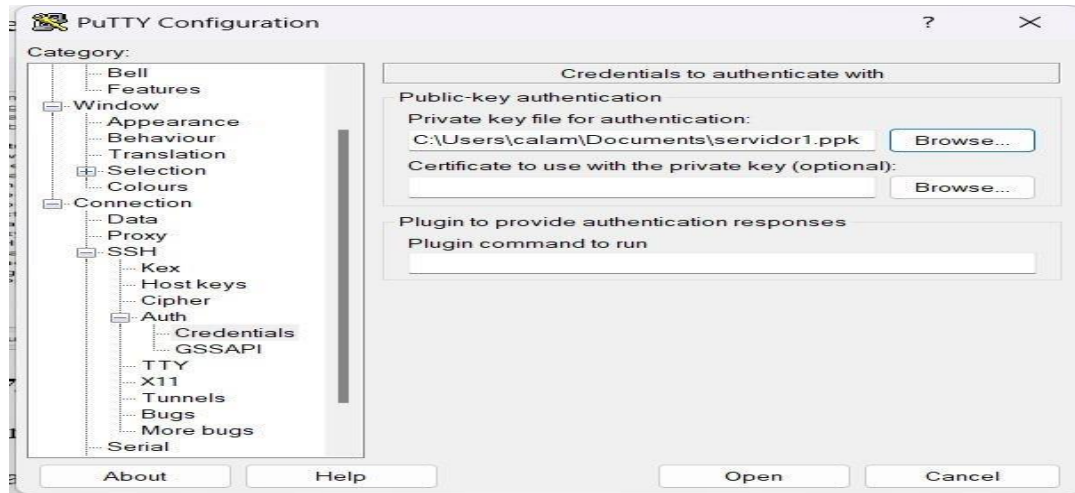 PuTTY Configuration
?
Category:
Bell
Features
Window
Appearance
Behaviour
Translation
Selection
Colours
Connection
Data
Proxy
SSH
Kex
Host keys
Cipher
Auth
Credentials
GSSAPI
TTY
X11
Tunnels
Bugs
More bugs
Serial
Credentials to authenticate with
Public-key authentication
Private key file for authentication:
C:\Users\calam\Documents\servidor1.ppk Browse...
Certificate to use with the private key (optional):
Browse...
Plugin to provide authentication responses
Plugin command to run
About Help Open Cancel